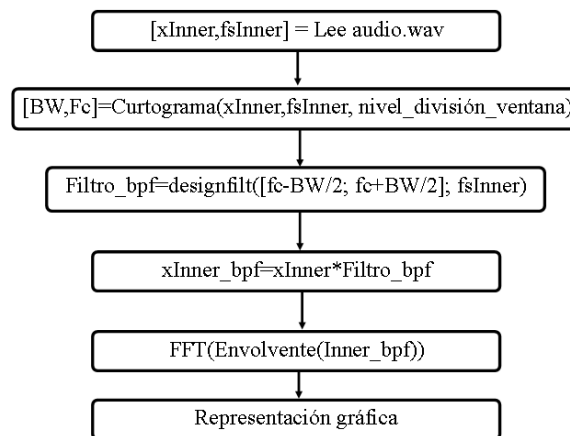 [xInner,fsInner] = Lee audio.wav
[BW,Fc]=Curtograma(xInner,fsInner, nivel_división_ventana)
Filtro_bpf=designfilt([fc-BW/2; fc+BW/2]; fsInner)
xInner_bpf=xInner*Filtro_bpf
FFT(Envolvente(Inner_bpf))
Representación gráfica